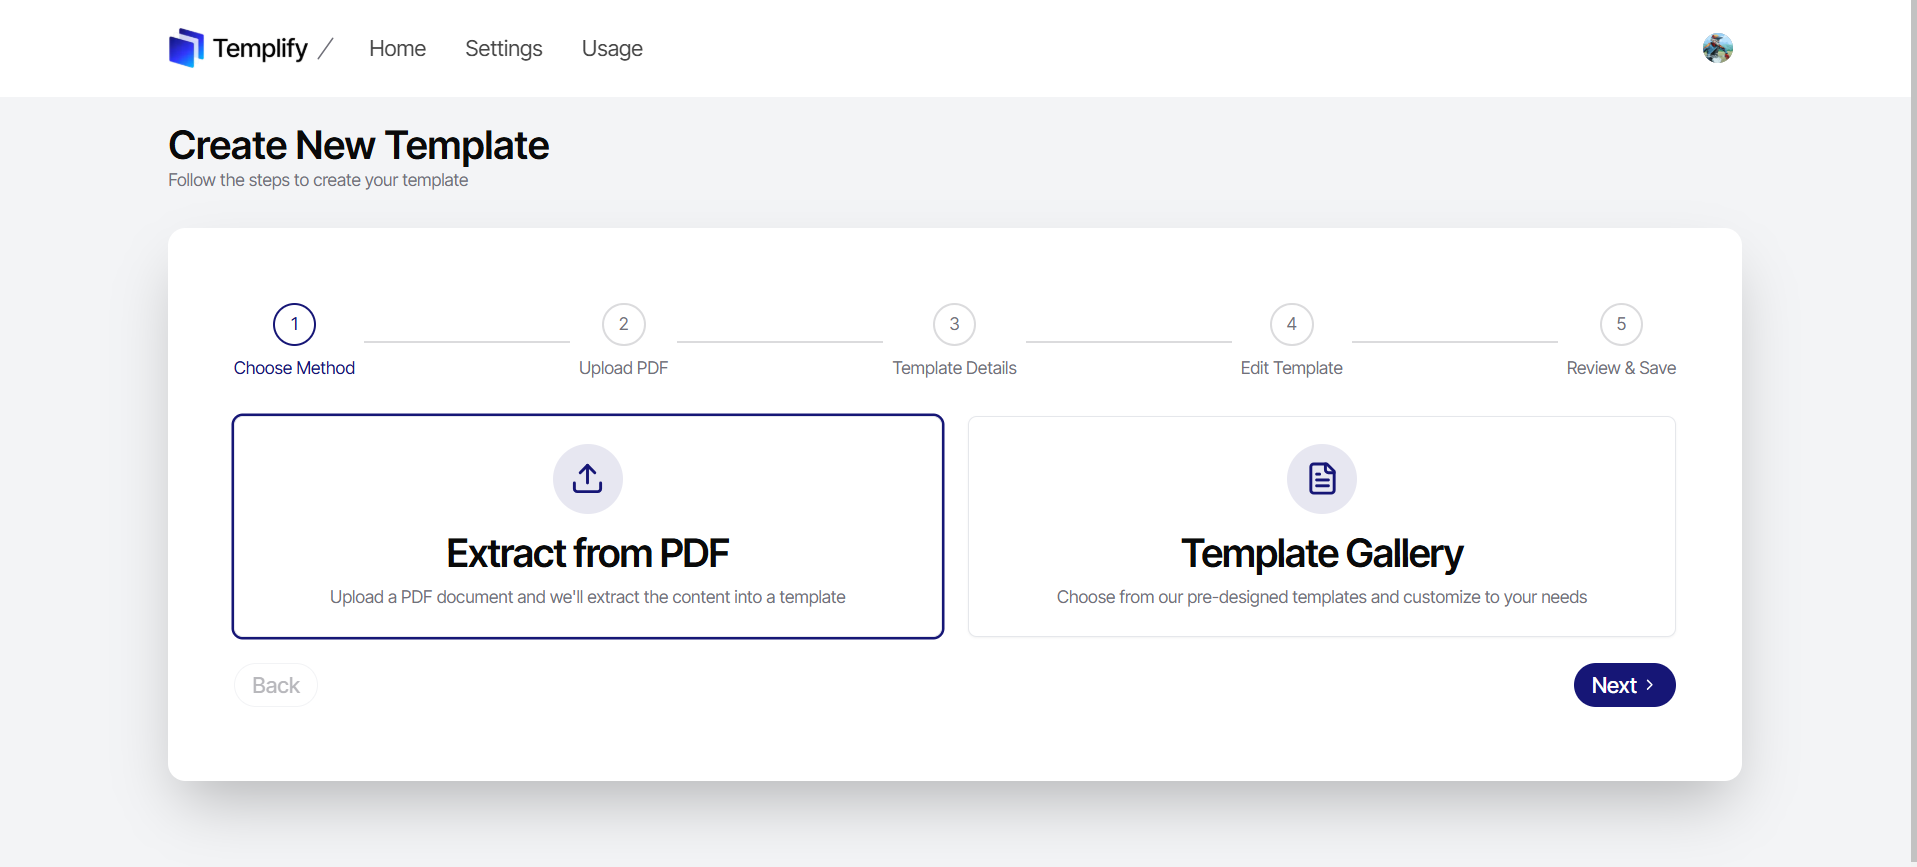 Templify / Home Settings Usage
Create New Template
Follow the steps to create your template
1 2 3 4 5
Choose Method Upload PDF Template Details Edit Template Review & Save
Extract from PDF
Upload a PDF document and we'll extract the content into a template
Template Gallery
Choose from our pre-designed templates and customize to your needs
Back
Next